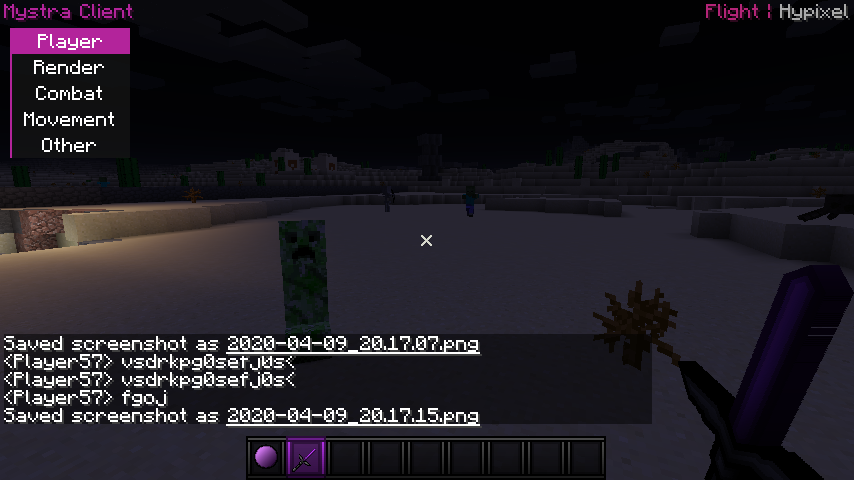 Mystra Client
Flight ¦ Hypixel
Player
Render
Combat
Movement
Other
Saved screenshot as 2020-04-09_20.17.07.png
<Player57> vsdrkpg0sefj0s<
<Player57> vsdrkpg0sefj0s<
<Player57> fgoj
Saved screenshot as 2020-04-09_20.17.15.png